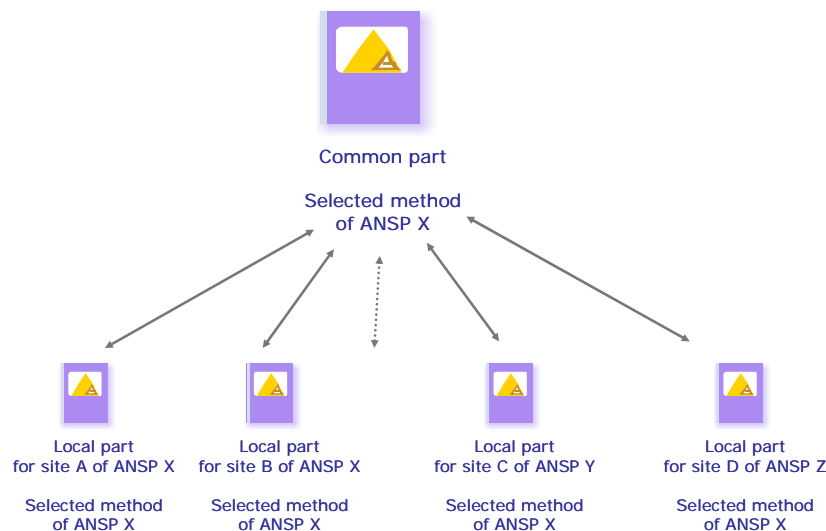 Common part
Selected method
of ANSP X
Local part
for site A of ANSP X
Selected method
of ANSP X
Local part
for site B of ANSP X
Selected method
of ANSP X
Local part
for site C of ANSP Y
Selected method
of ANSP X
Local part
for site D of ANSP Z
Selected method
of ANSP X